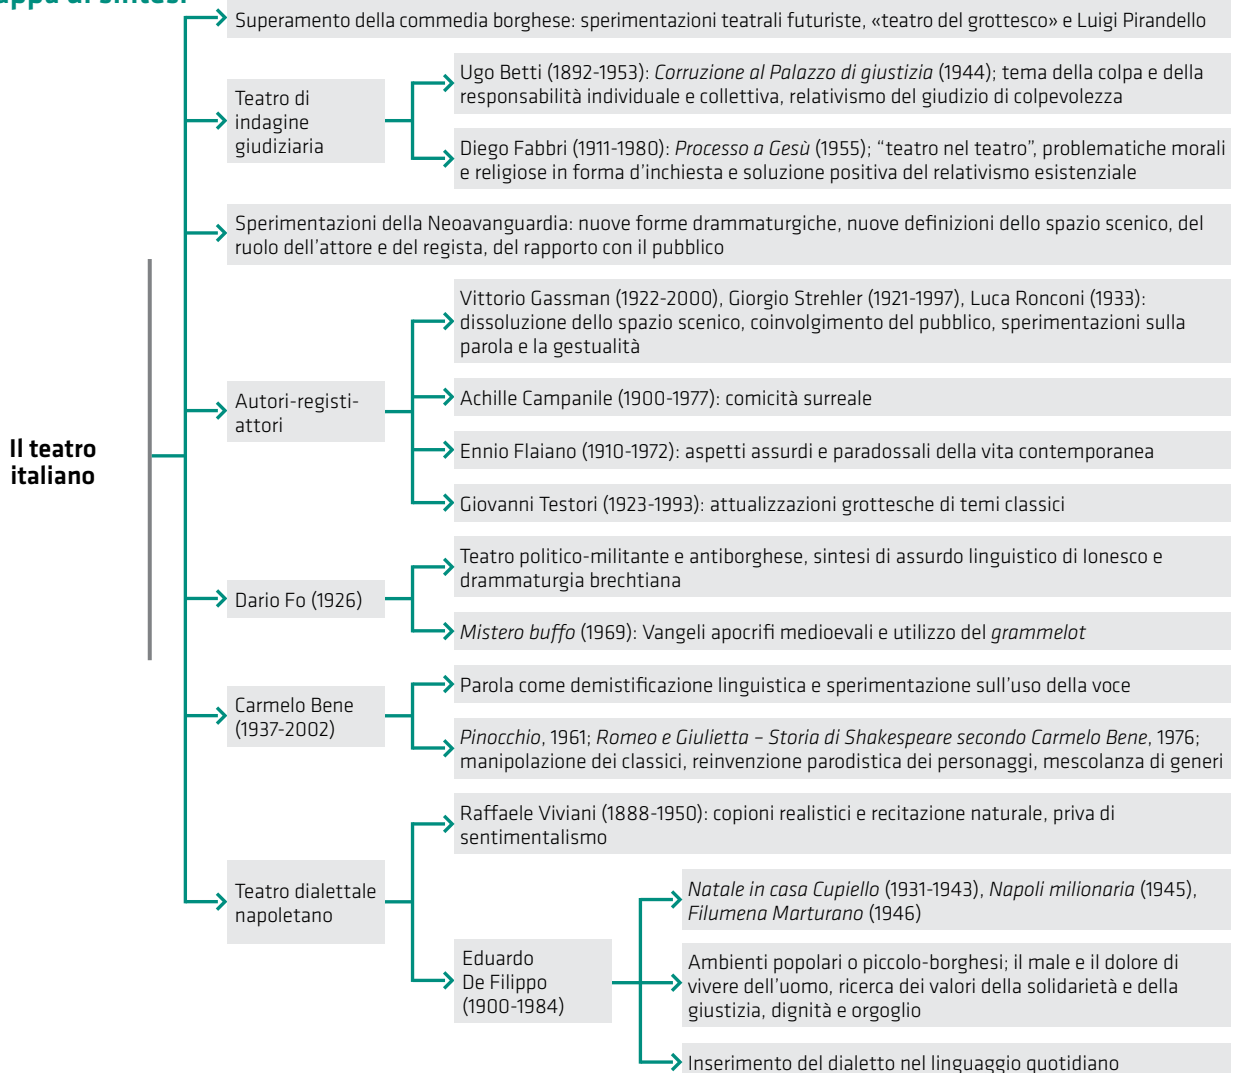 Superamento della commedia borghese: sperimentazioni teatrali futuriste, «teatro del grottesco» e Luigi Pirandello
Teatro di
indagine
giudiziaria
Ugo Betti (1892-1953): Corruzione al Palazzo di giustizia (1944); tema della colpa e della
responsabilità individuale e collettiva, relativismo del giudizio di colpevolezza
Diego Fabbri (1911-1980): Processo a Gesù (1955); “teatro nel teatro”, problematiche morali
e religiose in forma d’inchiesta e soluzione positiva del relativismo esistenziale
Sperimentazioni della Neoavanguardia: nuove forme drammaturgiche, nuove definizioni dello spazio scenico, del
ruolo dell’attore e del regista, del rapporto con il pubblico
Il teatro
italiano
Autori-registi-
attori
Vittorio Gassman (1922-2000), Giorgio Strehler (1921-1997), Luca Ronconi (1933):
dissoluzione dello spazio scenico, coinvolgimento del pubblico, sperimentazioni sulla
parola e la gestualità
Achille Campanile (1900-1977): comicità surreale
Ennio Flaiano (1910-1972): aspetti assurdi e paradossali della vita contemporanea
Giovanni Testori (1923-1993): attualizzazioni grottesche di temi classici
Dario Fo (1926)
Teatro politico-militante e antiborghese, sintesi di assurdo linguistico di Ionesco e
drammaturgia brechtiana
Mistero buffo (1969): Vangeli apocrifi medioevali e utilizzo del grammelot
Carmelo Bene
(1937-2002)
Parola come demistificazione linguistica e sperimentazione sull’uso della voce
Pinocchio, 1961; Romeo e Giulietta – Storia di Shakespeare secondo Carmelo Bene, 1976;
manipolazione dei classici, reinvenzione parodistica dei personaggi, mescolanza di generi
Teatro dialettale
napoletano
Raffaele Viviani (1888-1950): copioni realistici e recitazione naturale, priva di
sentimentalismo
Eduardo
De Filippo
(1900-1984)
Natale in casa Cupiello (1931-1943), Napoli milionaria (1945),
Filumena Marturano (1946)
Ambienti popolari o piccolo-borghesi; il male e il dolore di
vivere dell’uomo, ricerca dei valori della solidarietà e della
giustizia, dignità e orgoglio
Inserimento del dialetto nel linguaggio quotidiano